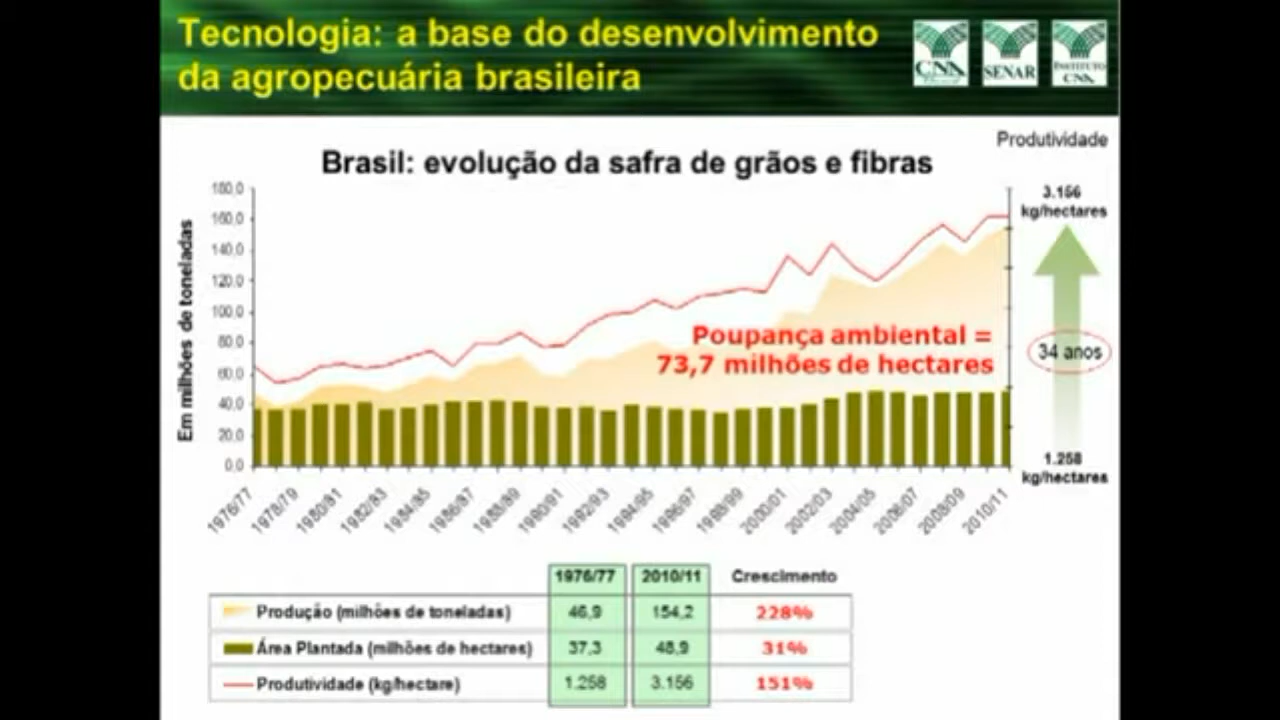 Tecnologia: a base do desenvolvimento
da agropecuária brasileira
CNA
SENAR
INSTITUTO
CNA
Produtividade
Brasil: evolução da safra de grãos e fibras
3.156
kg/hectares
Em milhões de toneladas
180.0
160.0
140.0
120.0
100.0
80.0
60.0
40.0
20.0
0.0
Poupança ambiental =
73,7 milhões de hectares
34 anos
1.258
kg/hectares
1976/77
1978/79
1980/81
1982/83
1984/85
1986/87
1988/89
1990/91
1992/93
1994/95
1996/97
1998/99
2000/01
2002/03
2004/05
2006/07
2008/09
2010/11
1976/77 2010/11 Crescimento
Produção (milhões de toneladas) 46,9 154,2 228%
Área Plantada (milhões de hectares) 37,3 48,9 31%
Produtividade (kg/hectare) 1.258 3.156 151%